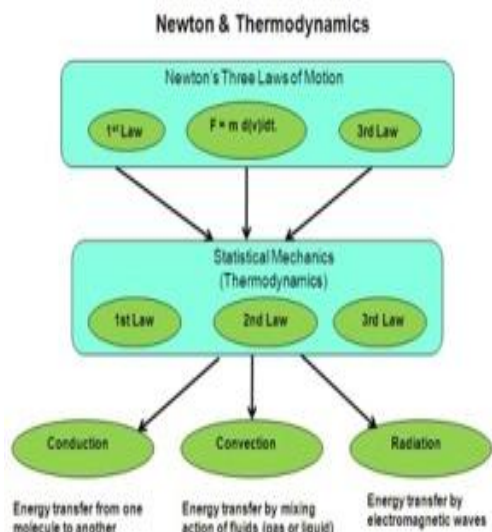 Newton & Thermodynamics
Newton's Three Laws of Motion
1st Law
F = m d(v)/dt.
3rd Law
Statistical Mechanics
(Thermodynamics)
1st Law
2nd Law
3rd Law
Conduction
Convection
Radiation
Energy transfer from one
molecule to another
Energy transfer by mixing
action of fluids (gas or liquid)
Energy transfer by
electromagnetic waves